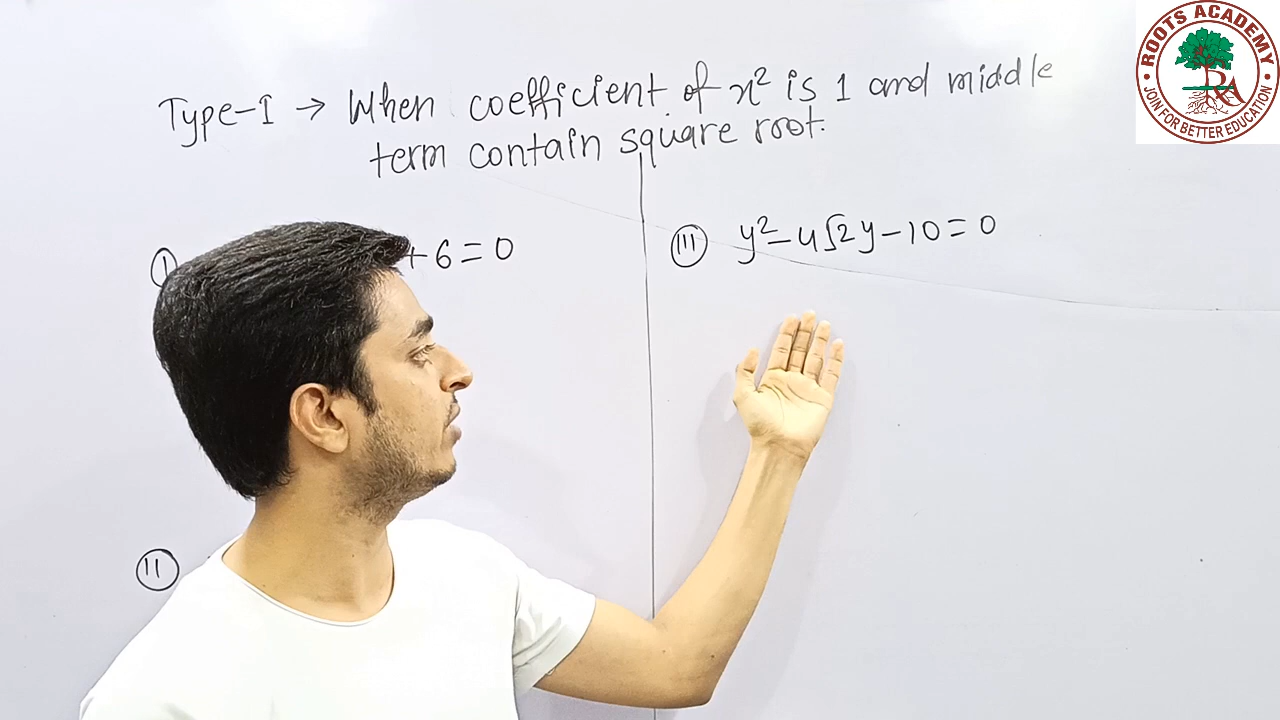 Type-I → When coefficient of x² is 1 and middle
term contain square root.
I + 6 = 0
III y² - 4√2y - 10 = 0
II
ROOTS ACADEMY
RA
JOIN FOR BETTER EDUCATION